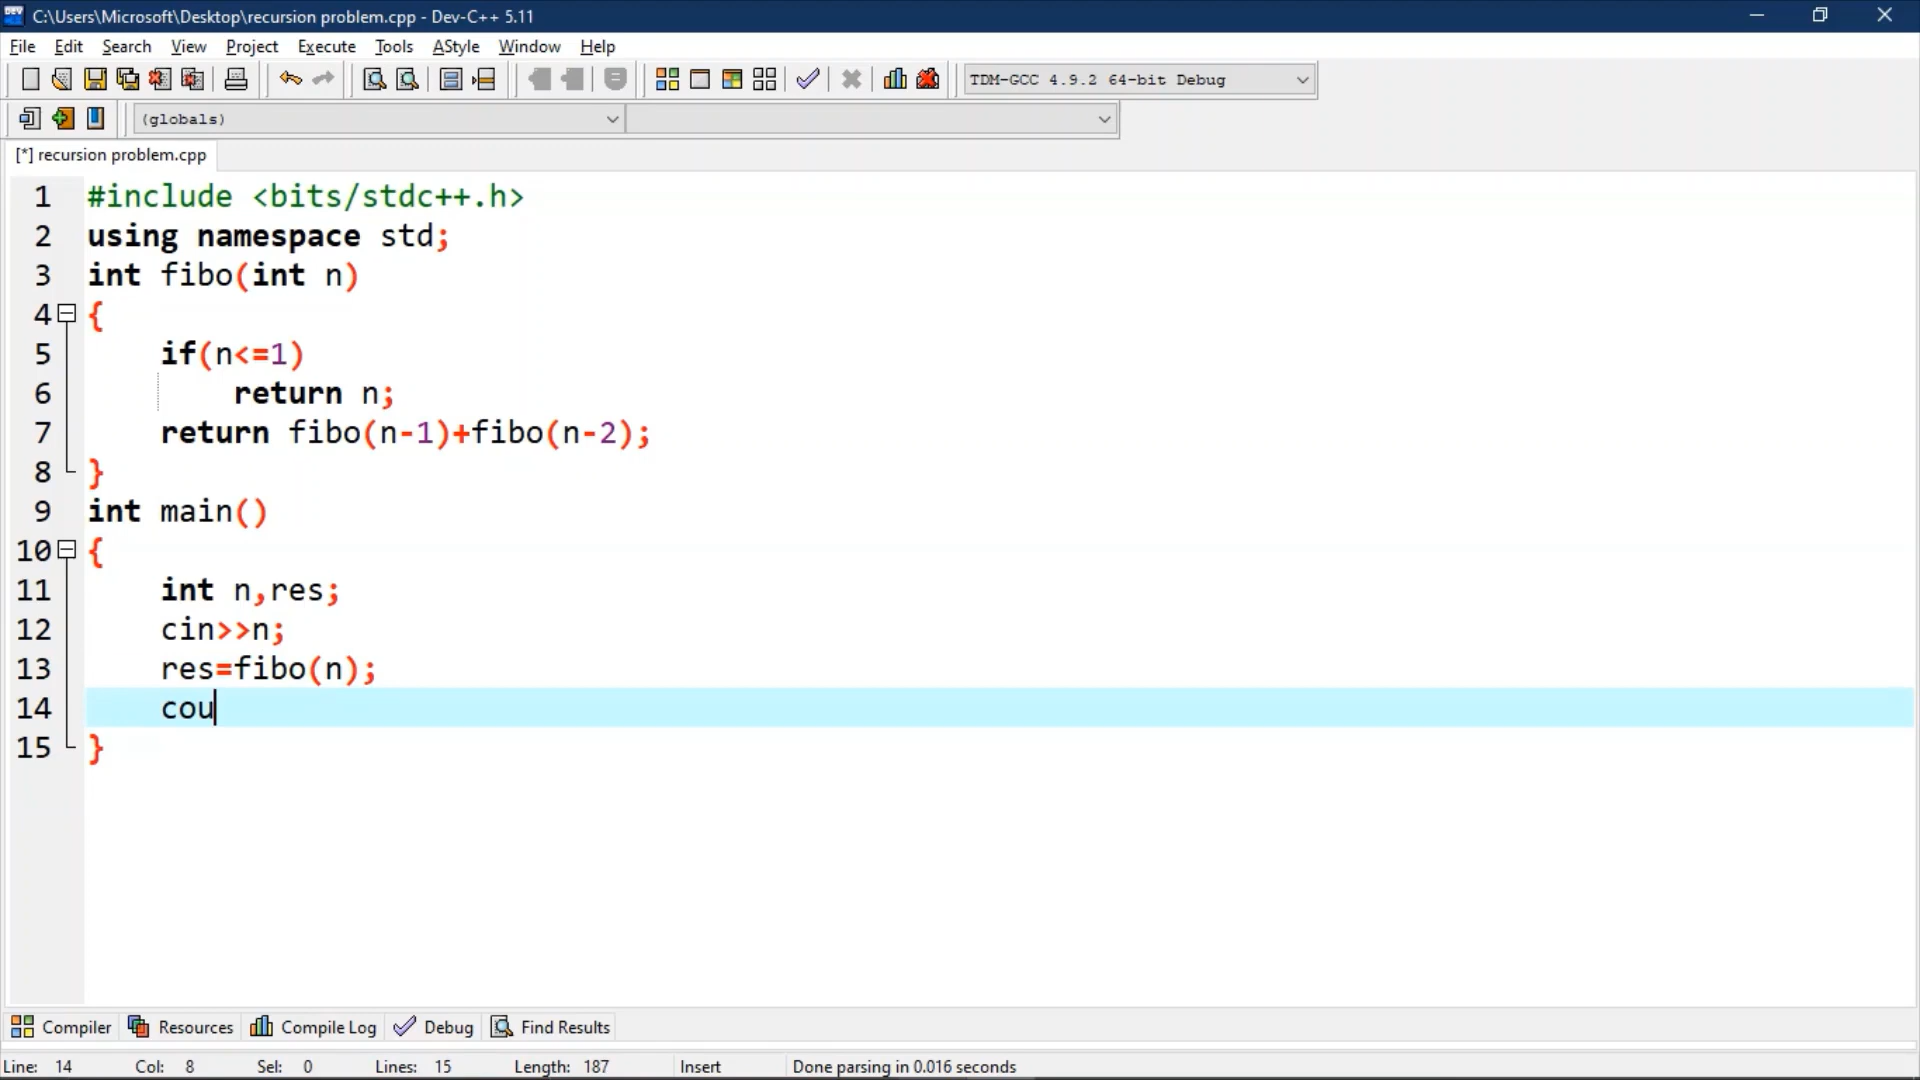 C:\Users\Microsoft\Desktop\recursion problem.cpp - Dev-C++ 5.11
File Edit Search View Project Execute Tools AStyle Window Help
TDM-GCC 4.9.2 64-bit Debug
(globals)
[*] recursion problem.cpp
1 #include <bits/stdc++.h>
2 using namespace std;
3 int fibo(int n)
4 {
5 if(n<=1)
6 return n;
7 return fibo(n-1)+fibo(n-2);
8 }
9 int main()
10 {
11 int n,res;
12 cin>>n;
13 res=fibo(n);
14 cou
15 }
Compiler Resources Compile Log Debug Find Results
Line: 14 Col: 8 Sel: 0 Lines: 15 Length: 187 Insert Done parsing in 0.016 seconds